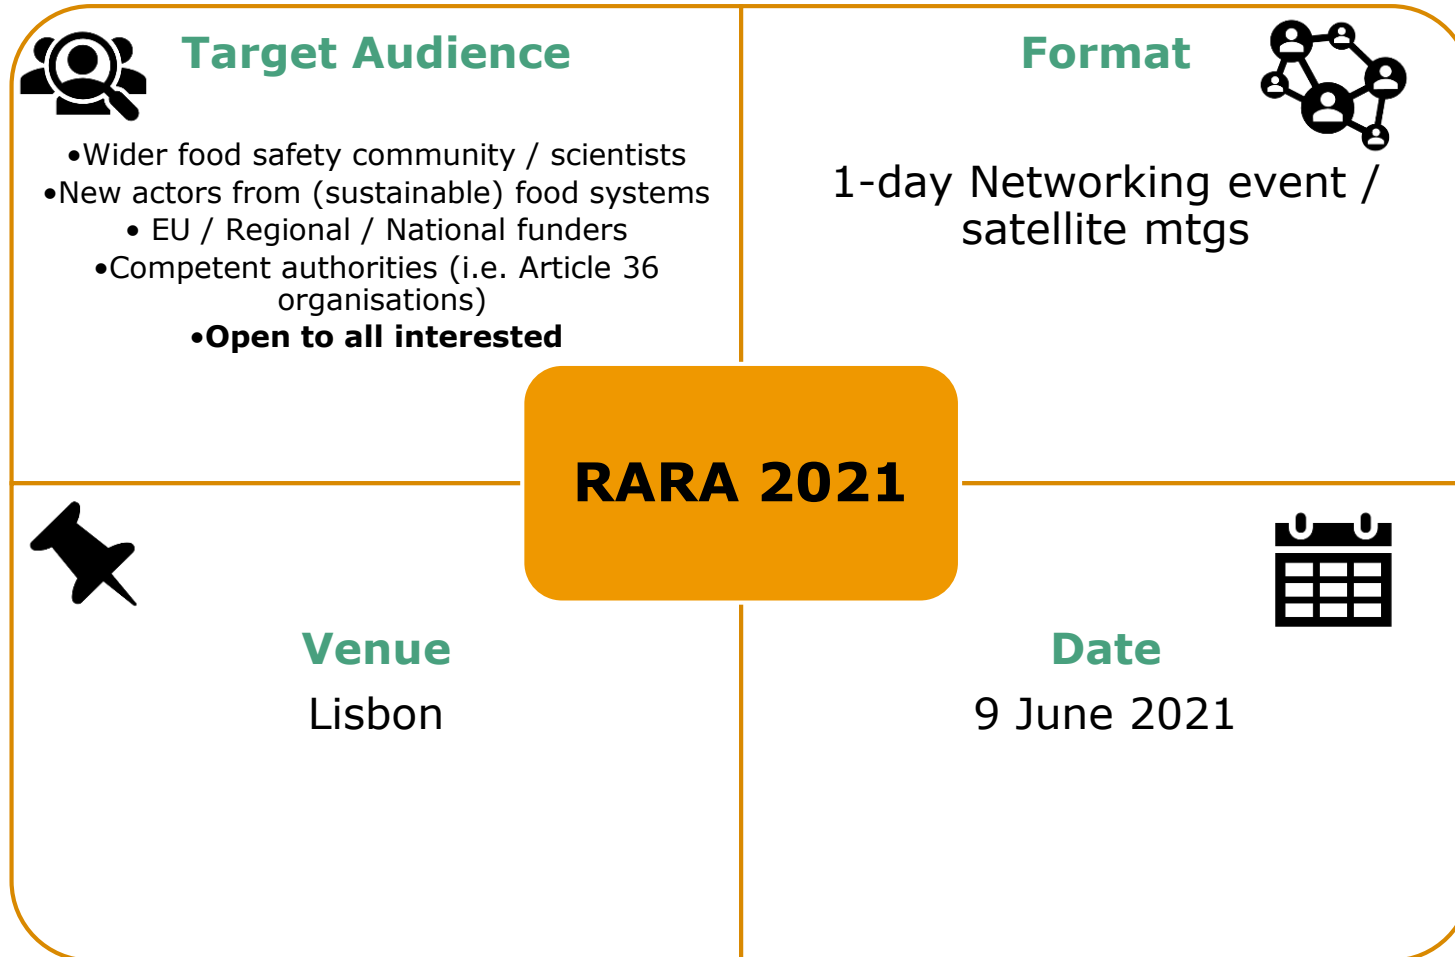 Target Audience
•Wider food safety community / scientists
•New actors from (sustainable) food systems
• EU / Regional / National funders
•Competent authorities (i.e. Article 36
organisations)
•Open to all interested
Format
1-day Networking event /
satellite mtgs
RARA 2021
Venue
Lisbon
Date
9 June 2021